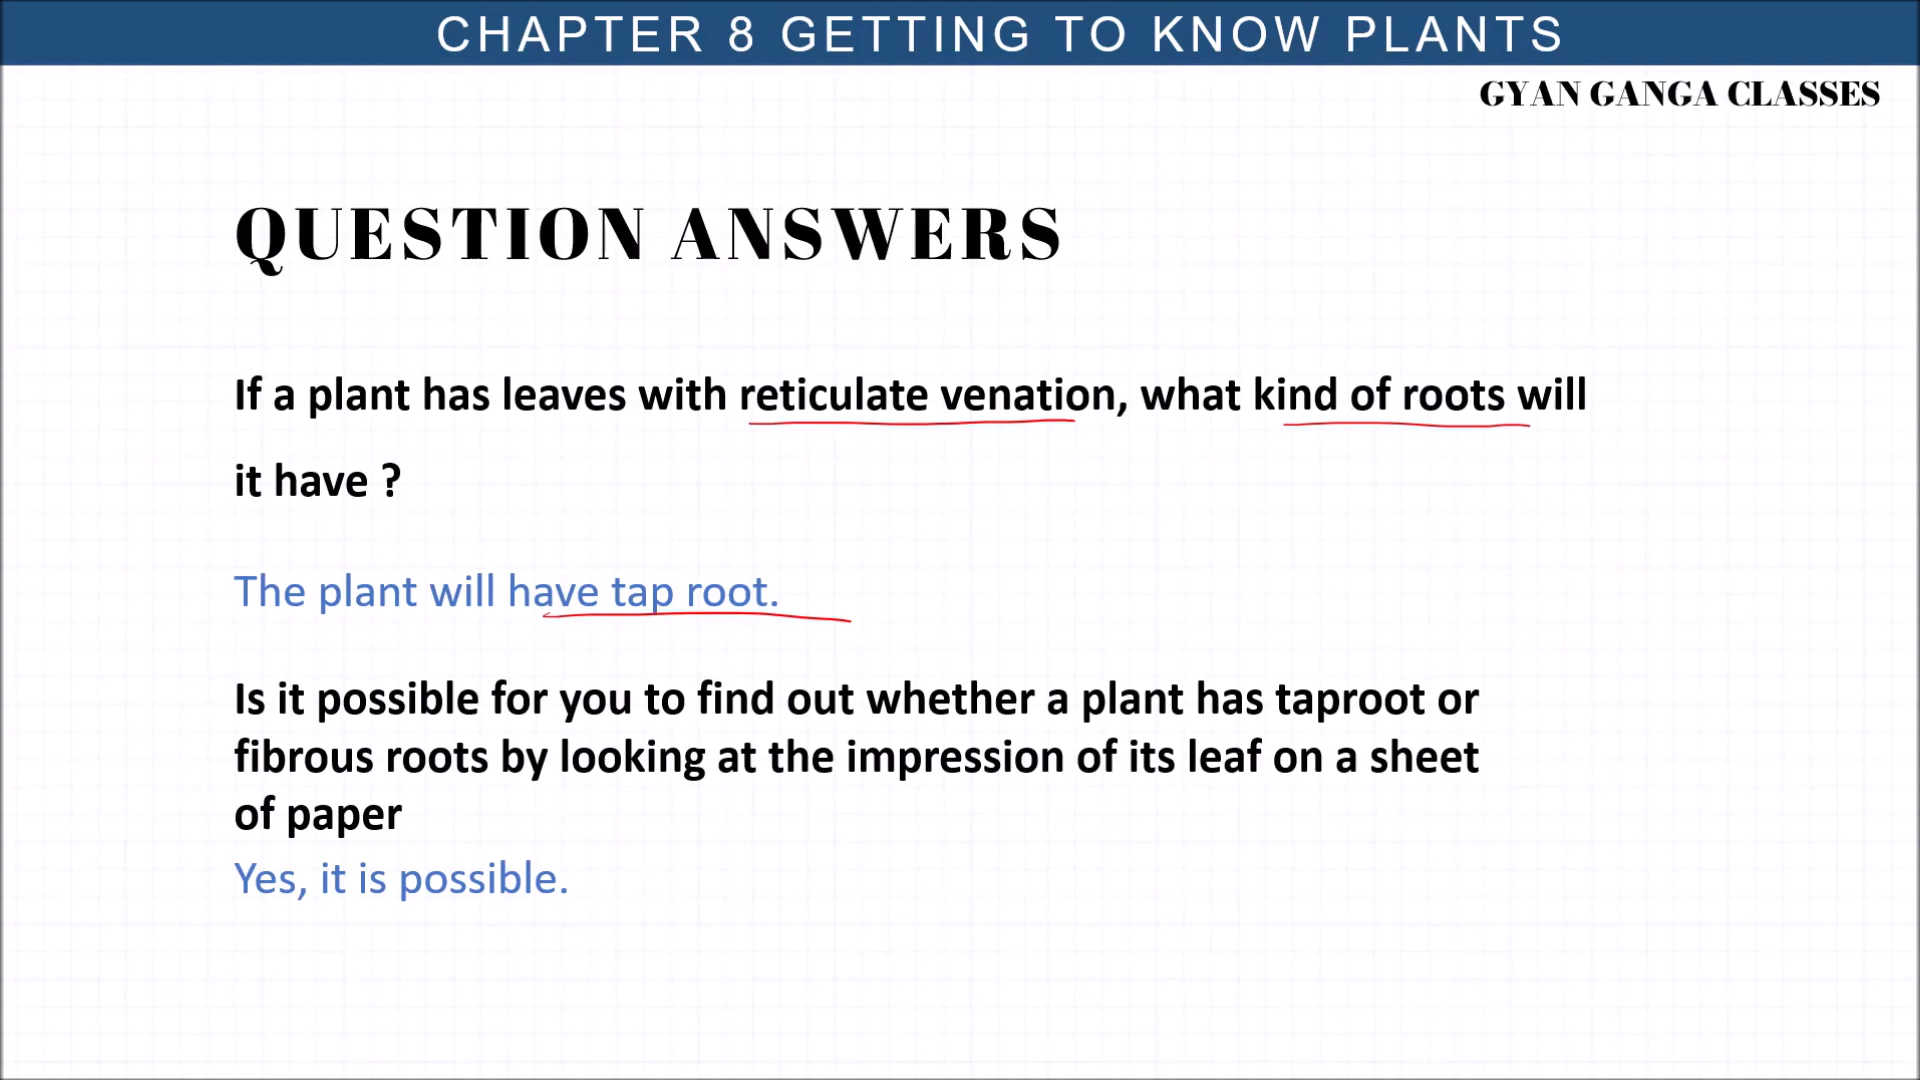 CHAPTER 8 GETTING TO KNOW PLANTS
GYAN GANGA CLASSES
QUESTION ANSWERS
If a plant has leaves with reticulate venation, what kind of roots will
it have ?
The plant will have tap root.
Is it possible for you to find out whether a plant has taproot or
fibrous roots by looking at the impression of its leaf on a sheet
of paper
Yes, it is possible.